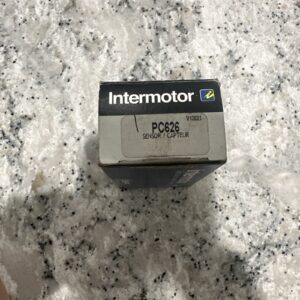 Intermotor
PC626
SENSOR / CAPTEUR